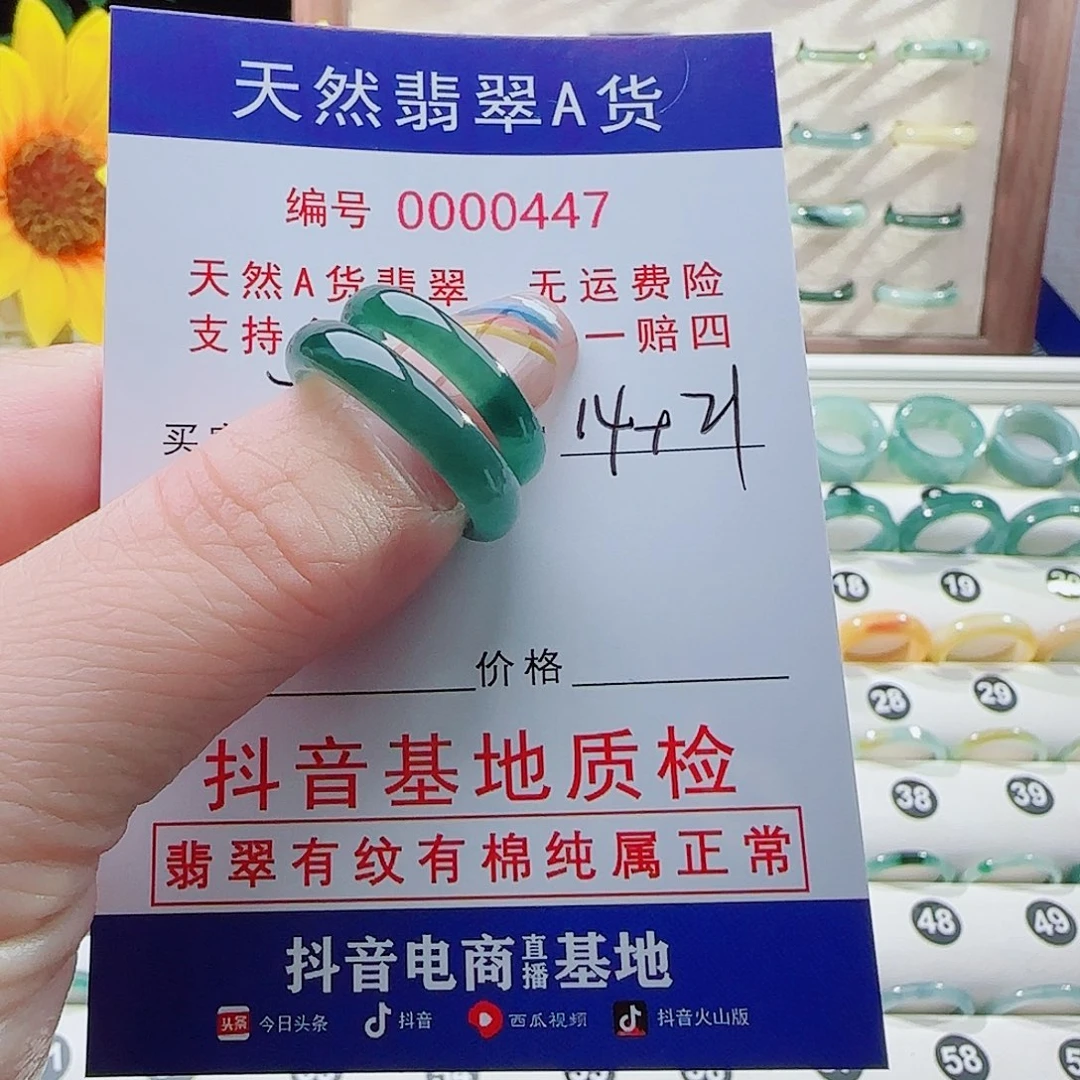 天然翡翠A货
编号 0000447
天然A货翡翠 无运费险
支持 一赔四
买 14+21
价格
抖音基地质检
翡翠有纹有棉纯属正常
抖音电商直播基地
头条 今日头条 抖音 西瓜视频 抖音火山版
18 19 20
28 29
38 39
48 49
58